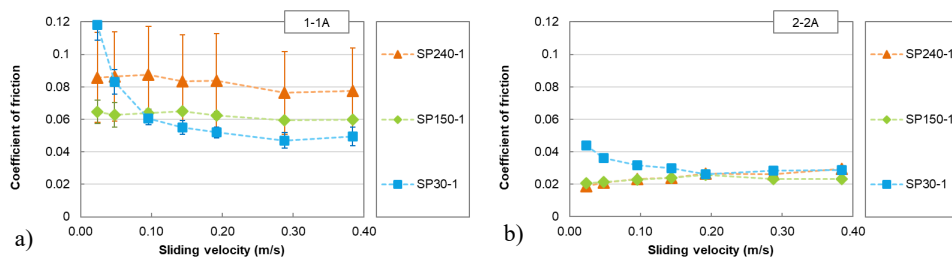 1-1A
Coefficient of friction
0.12
0.1
0.08
0.06
0.04
0.02
0
0.00
0.10
0.20
0.30
0.40
Sliding velocity (m/s)
SP240-1
SP150-1
SP30-1
a)
2-2A
Coefficient of friction
0.12
0.1
0.08
0.06
0.04
0.02
0
0.00
0.10
0.20
0.30
0.40
Sliding velocity (m/s)
SP240-1
SP150-1
SP30-1
b)